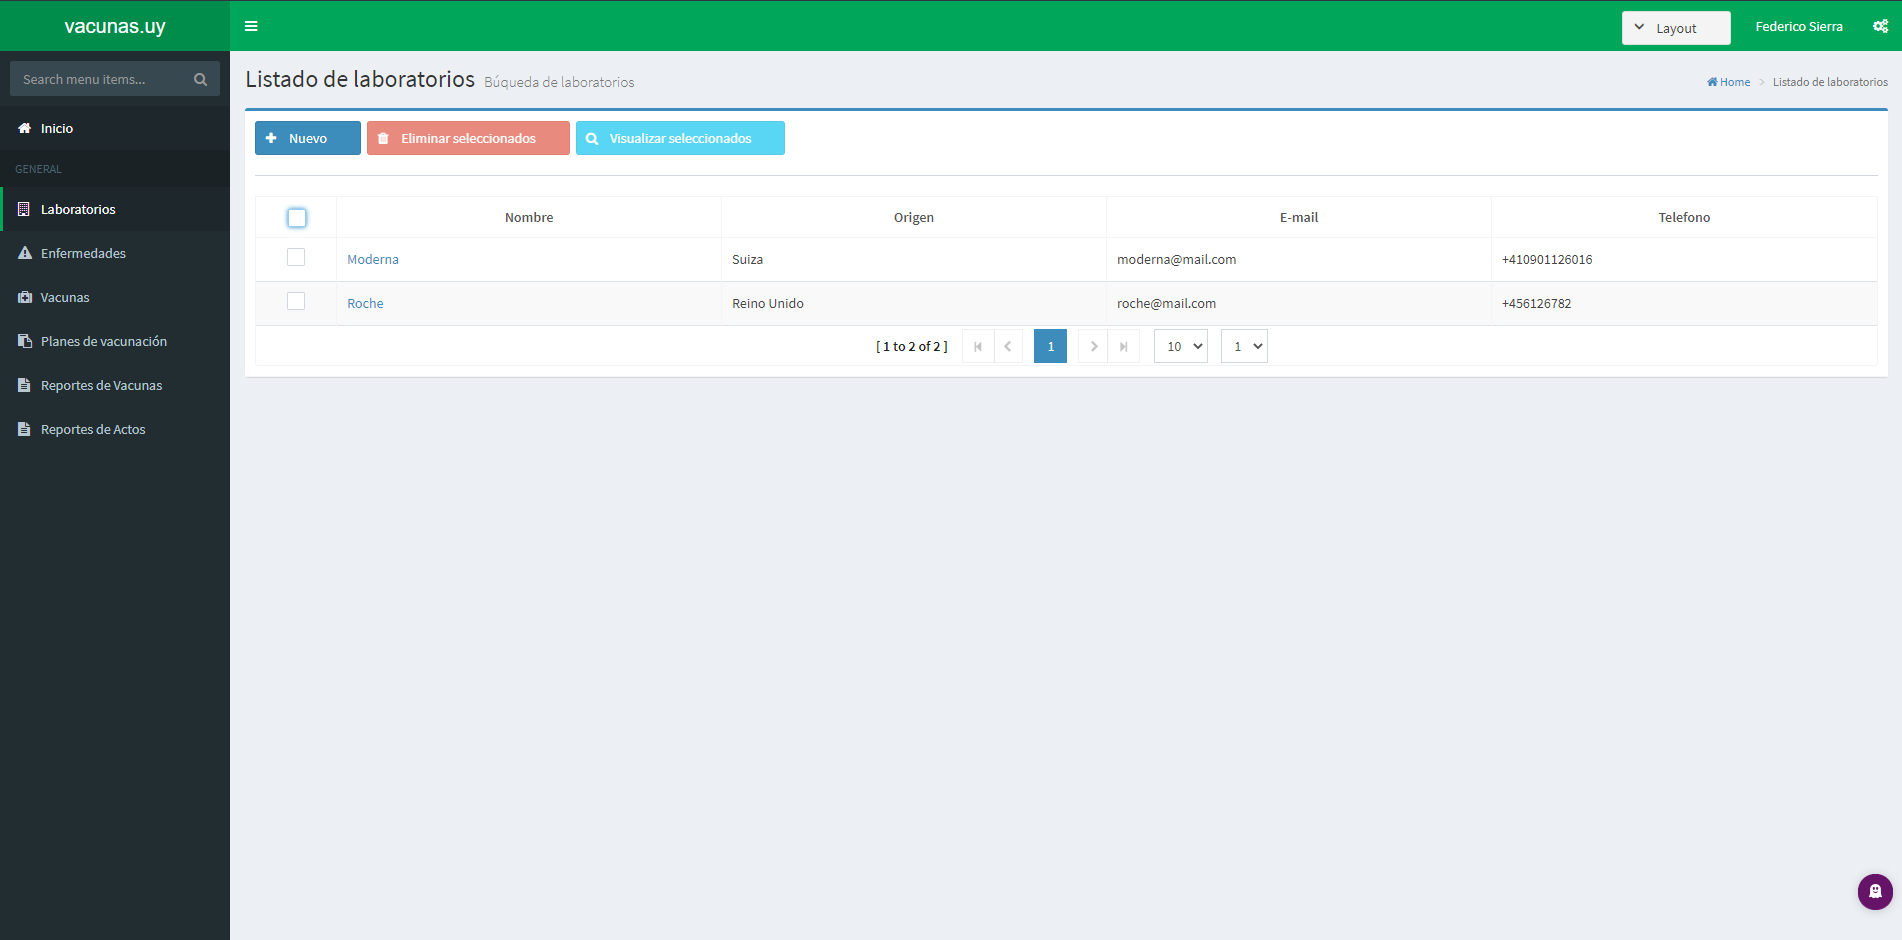 vacunas.uy
Layout
Federico Sierra
Search menu items...
Inicio
GENERAL
Laboratorios
Enfermedades
Vacunas
Planes de vacunación
Reportes de Vacunas
Reportes de Actos
Listado de laboratorios Búqueda de laboratorios
Home > Listado de laboratorios
Nuevo Eliminar seleccionados Visualizar seleccionados
Nombre Origen E-mail Telefono
Moderna Suiza moderna@mail.com +410901126016
Roche Reino Unido roche@mail.com +456126782
[ 1 to 2 of 2 ] 1 10 1